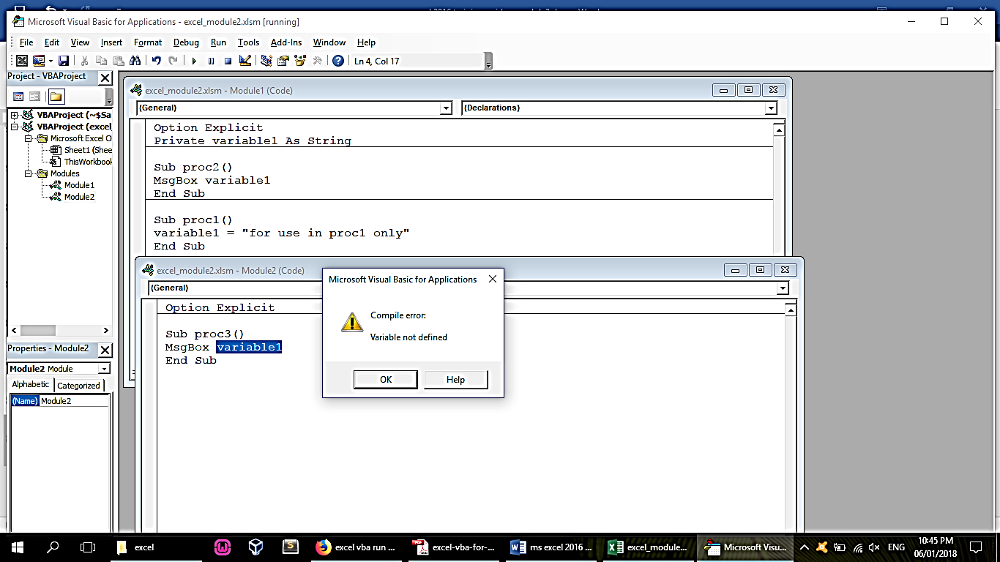 Microsoft Visual Basic for Applications - excel_module2.xlsm [running]
File Edit View Insert Format Debug Run Tools Add-Ins Window Help
Ln 4, Col 17
Project - VBAProject
VBAProject (~$Sa
VBAProject (excel
Microsoft Excel O
Sheet1 (Shee
ThisWorkbook
Modules
Module1
Module2
Properties - Module2
Module2 Module
Alphabetic Categorized
(Name) Module2
excel_module2.xlsm - Module1 (Code)
(General) (Declarations)
Option Explicit
Private variable1 As String
Sub proc2()
MsgBox variable1
End Sub
Sub proc1()
variable1 = "for use in proc1 only"
End Sub
excel_module2.xlsm - Module2 (Code)
(General)
Option Explicit
Sub proc3()
MsgBox variable1
End Sub
Microsoft Visual Basic for Applications
Compile error:
Variable not defined
OK Help
excel
excel vba run ...
excel-vba-for-...
ms excel 2016 ...
excel_module...
Microsoft Visu...
ENG
10:45 PM
06/01/2018